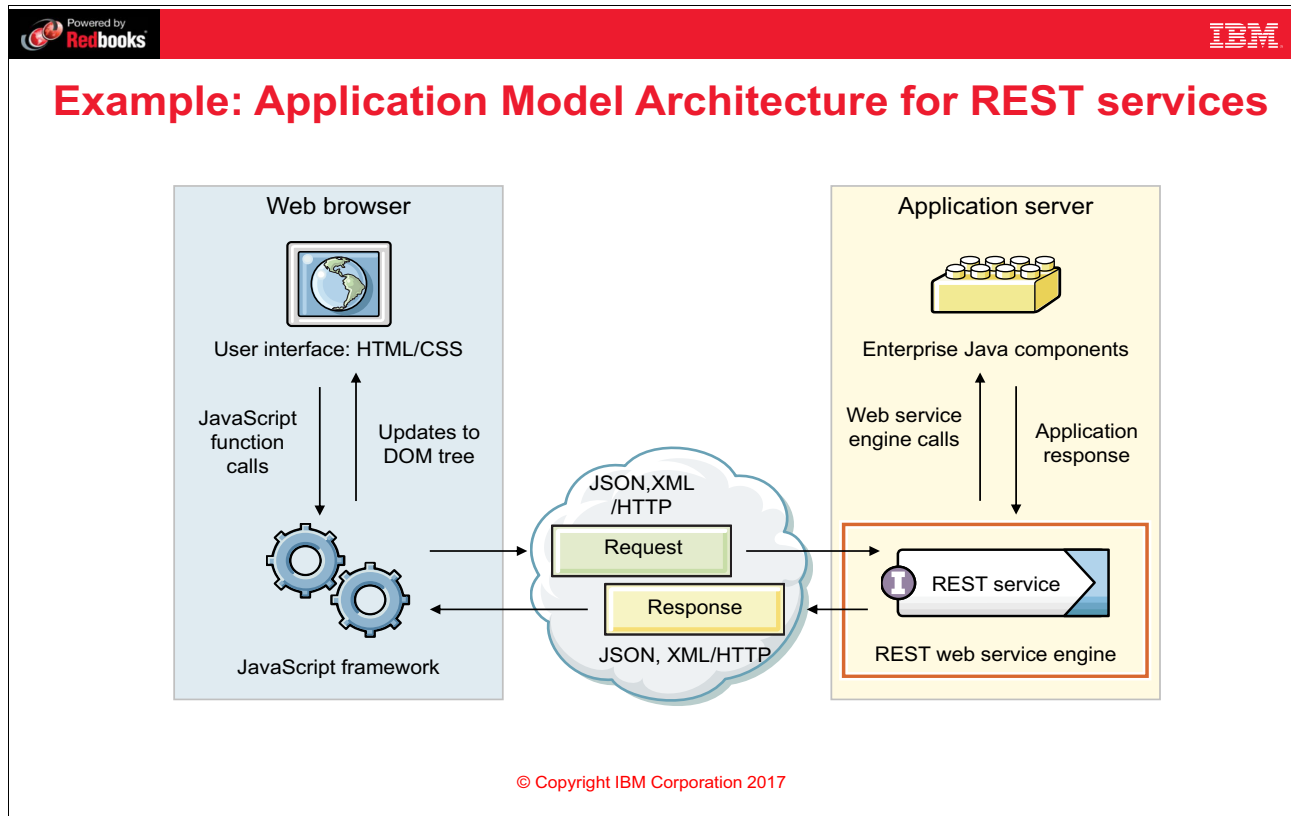 Powered by
Redbooks
IBM.
Example: Application Model Architecture for REST services
Web browser
User interface: HTML/CSS
JavaScript
function
calls
Updates to
DOM tree
JavaScript framework
JSON,XML
/HTTP
Request
Response
JSON, XML/HTTP
Application server
Enterprise Java components
Web service
engine calls
Application
response
I
REST service
REST web service engine
© Copyright IBM Corporation 2017